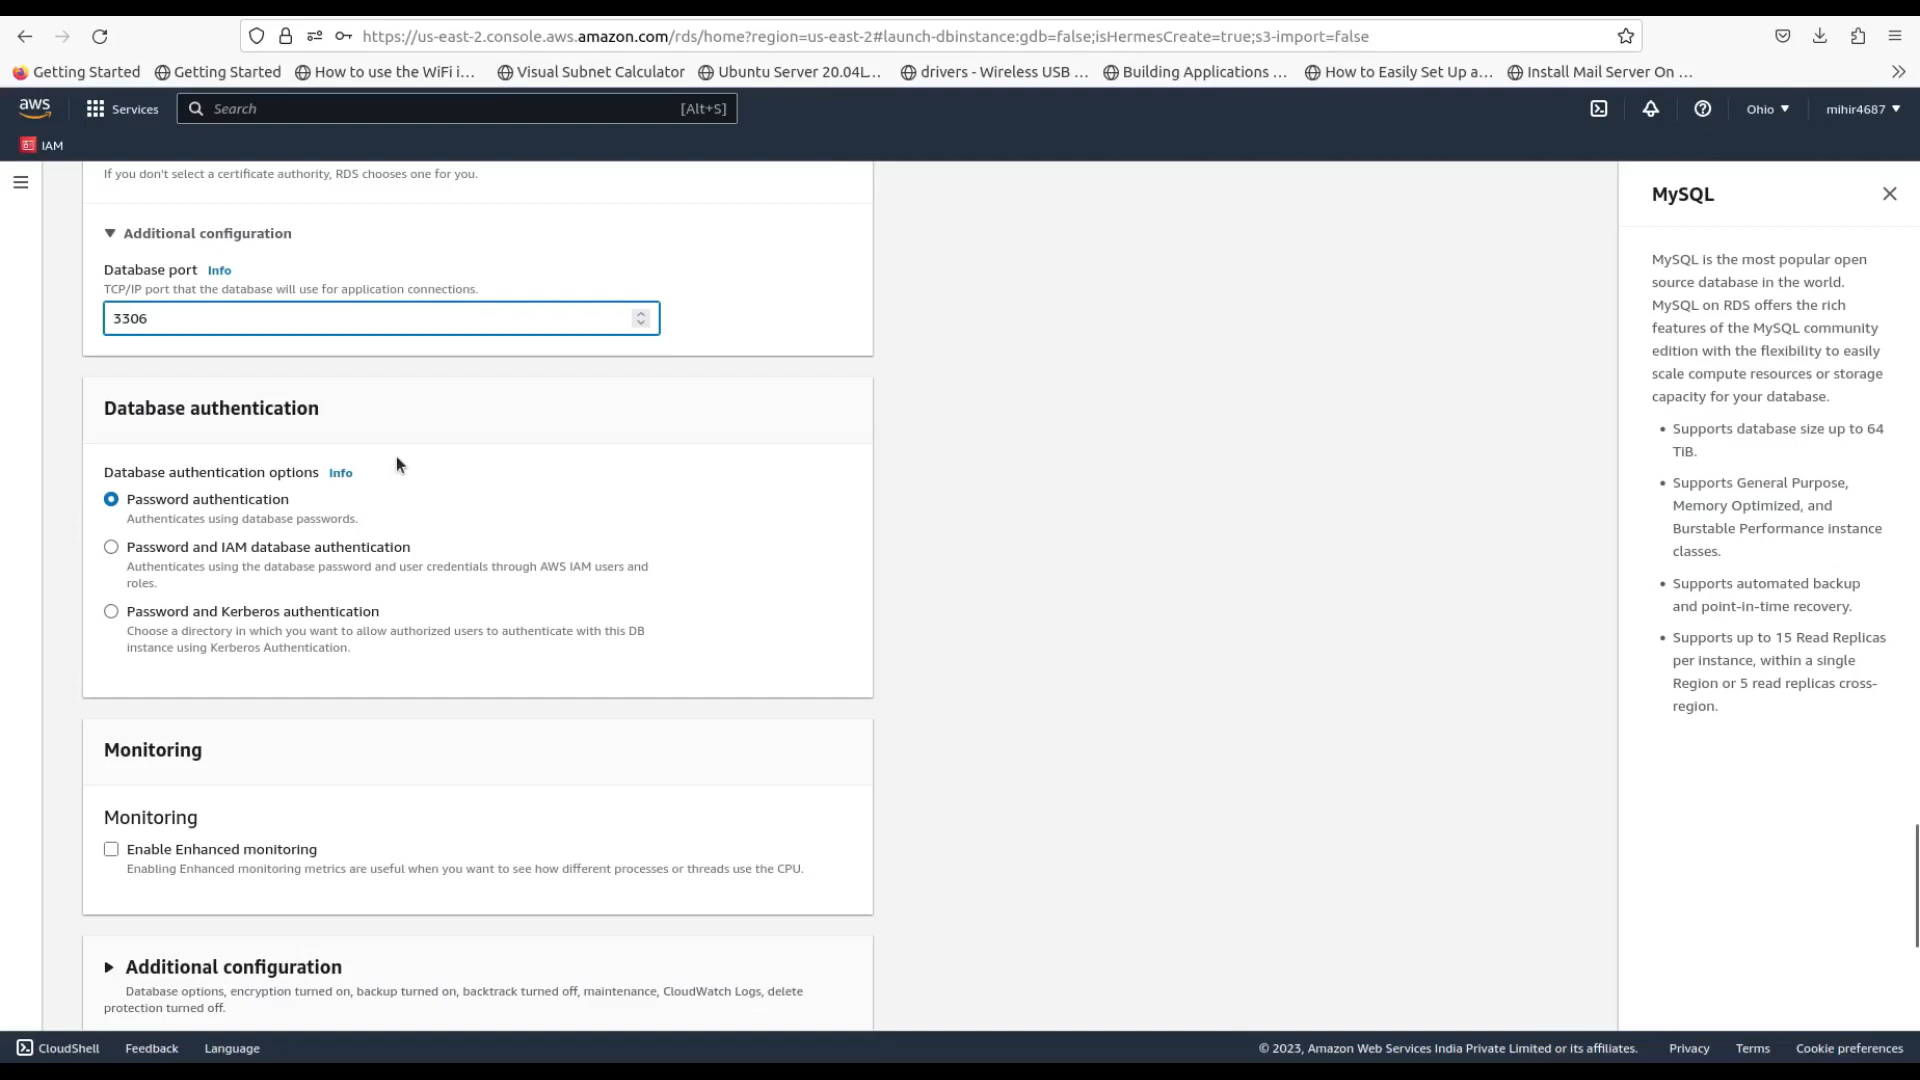 https://us-east-2.console.aws.amazon.com/rds/home?region=us-east-2#launch-dbinstance:gdb=false;isHermesCreate=true;s3-import=false
Getting Started
Getting Started
How to use the WiFi i...
Visual Subnet Calculator
Ubuntu Server 20.04L...
drivers - Wireless USB ...
Building Applications ...
How to Easily Set Up a...
Install Mail Server On ...
aws
Services
Search
[Alt+S]
Ohio
mihir4687
IAM
If you don't select a certificate authority, RDS chooses one for you.
Additional configuration
Database port Info
TCP/IP port that the database will use for application connections.
3306
Database authentication
Database authentication options Info
Password authentication
Authenticates using database passwords.
Password and IAM database authentication
Authenticates using the database password and user credentials through AWS IAM users and
roles.
Password and Kerberos authentication
Choose a directory in which you want to allow authorized users to authenticate with this DB
instance using Kerberos Authentication.
Monitoring
Monitoring
Enable Enhanced monitoring
Enabling Enhanced monitoring metrics are useful when you want to see how different processes or threads use the CPU.
Additional configuration
Database options, encryption turned on, backup turned on, backtrack turned off, maintenance, CloudWatch Logs, delete
protection turned off.
MySQL
MySQL is the most popular open
source database in the world.
MySQL on RDS offers the rich
features of the MySQL community
edition with the flexibility to easily
scale compute resources or storage
capacity for your database.
• Supports database size up to 64
TiB.
• Supports General Purpose,
Memory Optimized, and
Burstable Performance instance
classes.
• Supports automated backup
and point-in-time recovery.
• Supports up to 15 Read Replicas
per instance, within a single
Region or 5 read replicas cross-
region.
CloudShell
Feedback
Language
© 2023, Amazon Web Services India Private Limited or its affiliates.
Privacy
Terms
Cookie preferences